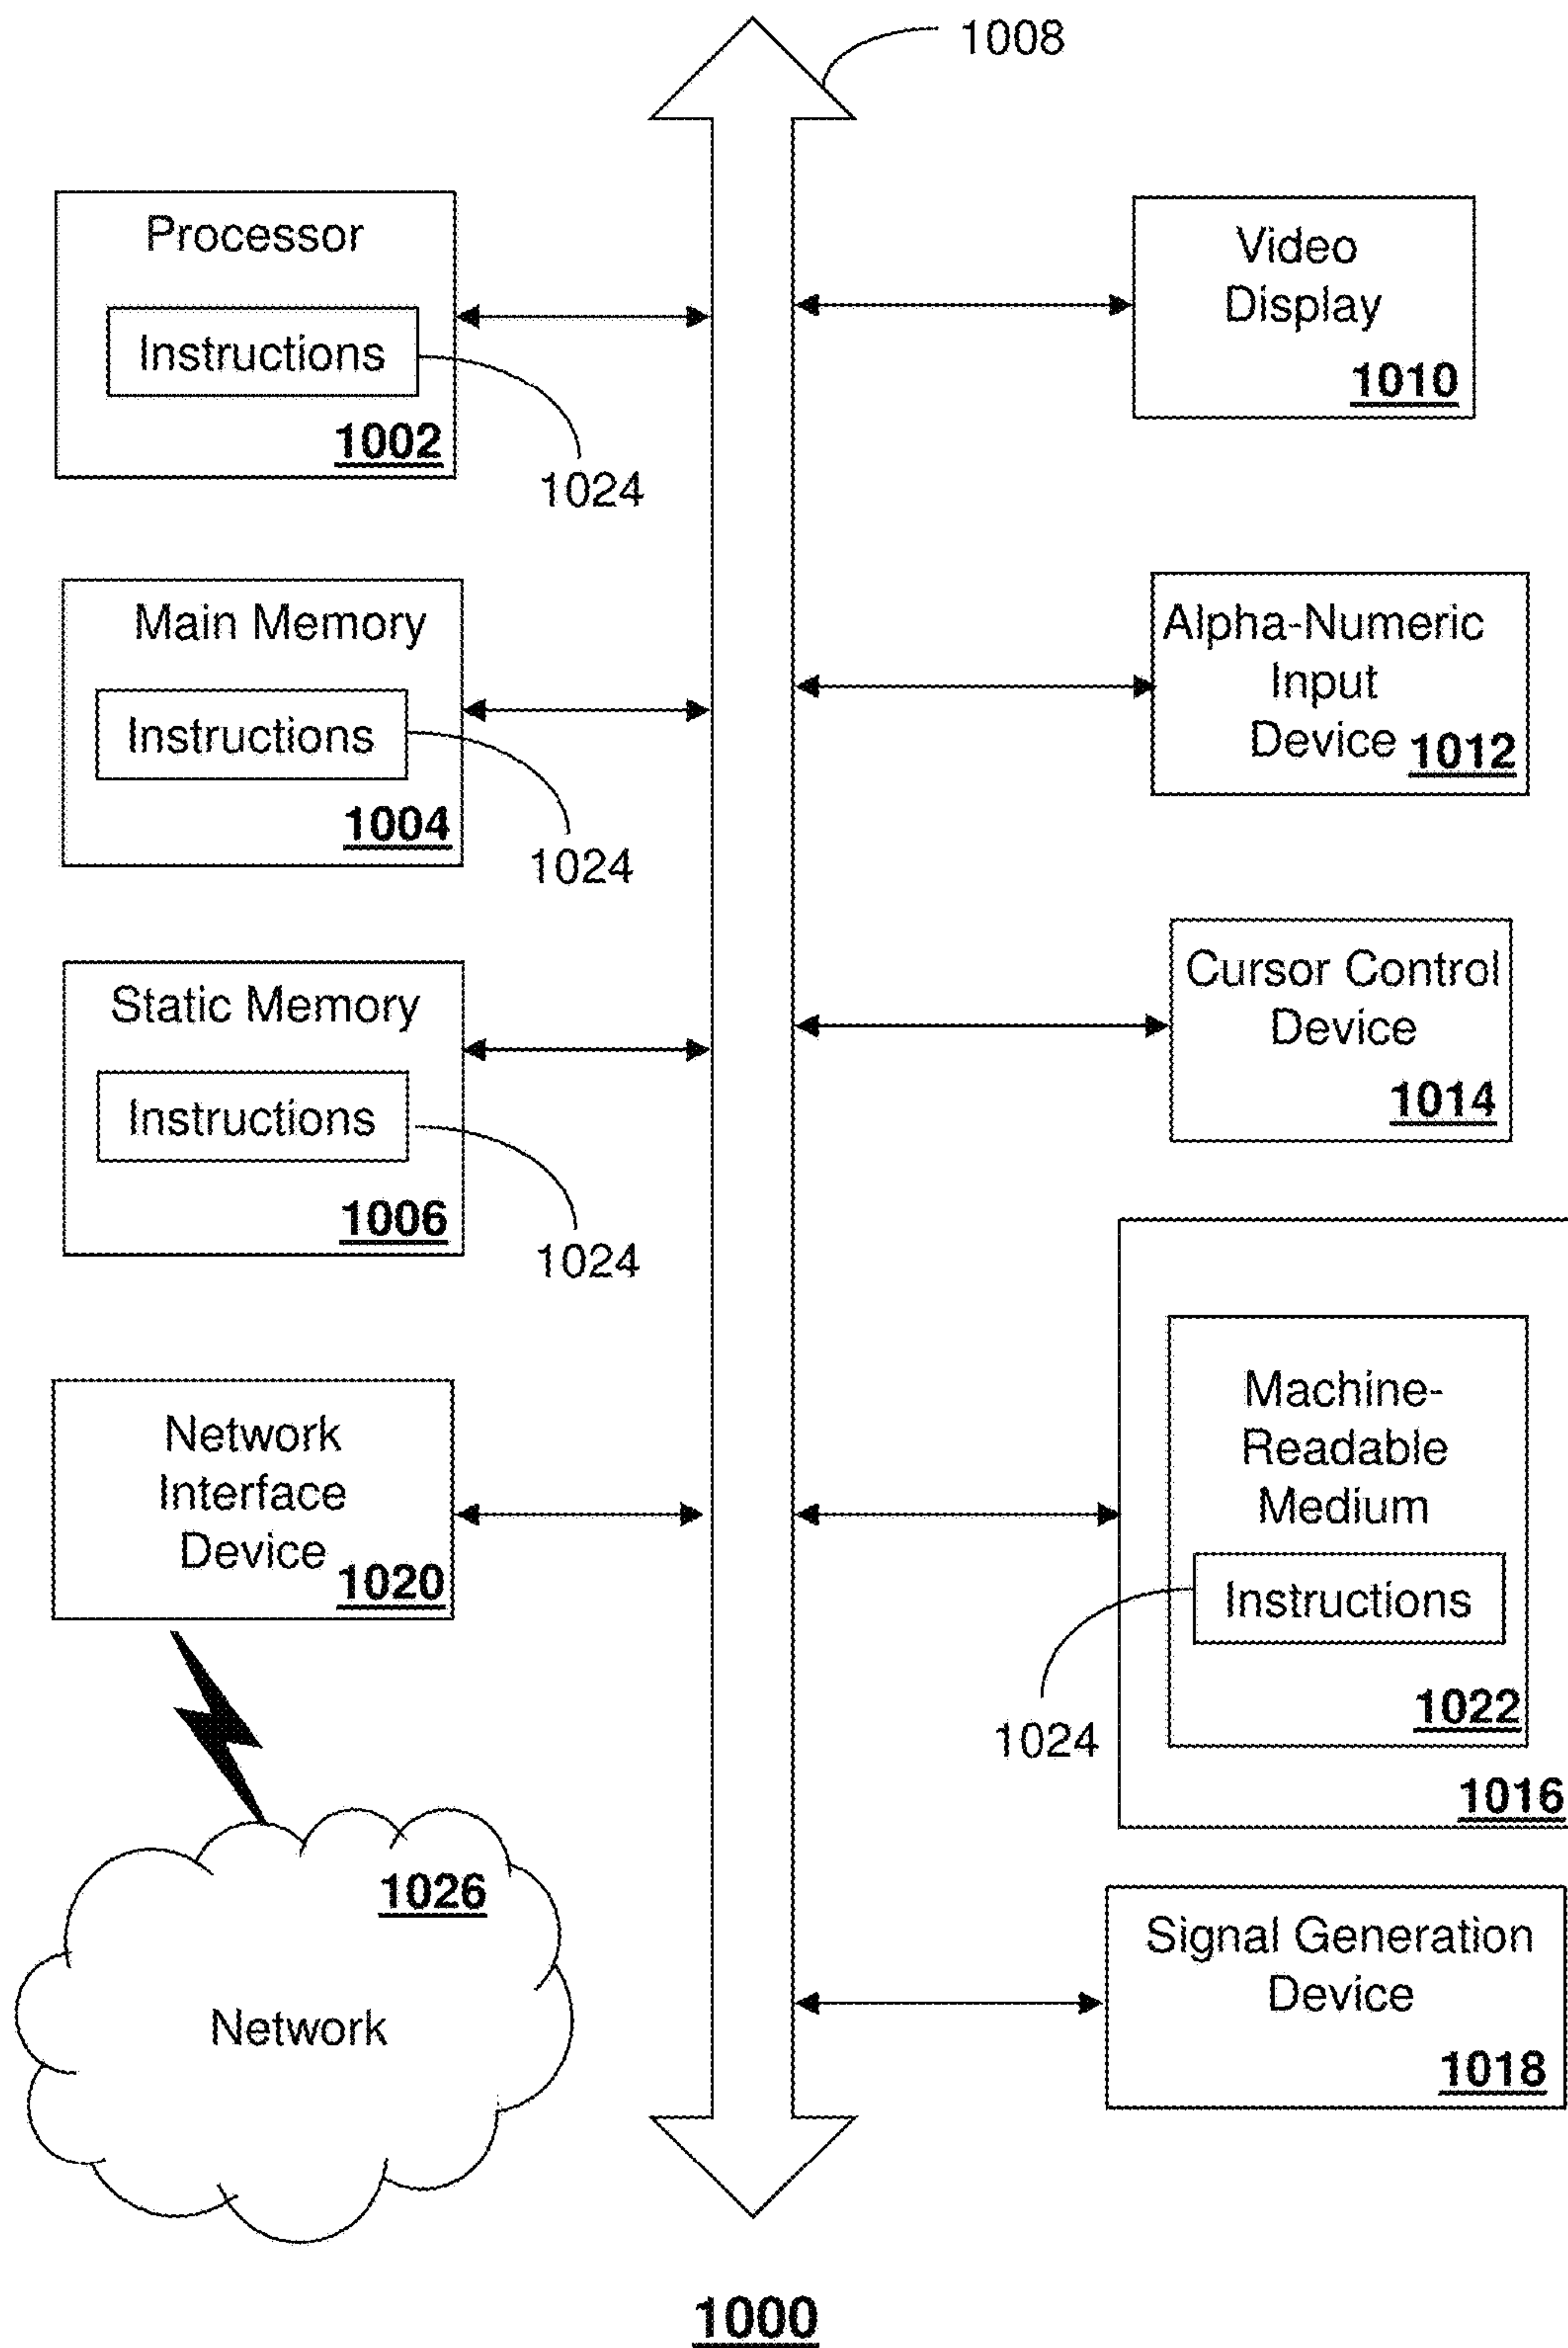 1008
Processor
Instructions
1002
1024
Video
Display
1010
Main Memory
Instructions
1004
1024
Alpha-Numeric
Input
Device 1012
Static Memory
Instructions
1006
1024
Cursor Control
Device
1014
Network
Interface
Device 1020
Machine-
Readable
Medium
Instructions
1022
1024
1016
1026
Network
Signal Generation
Device
1018
1000